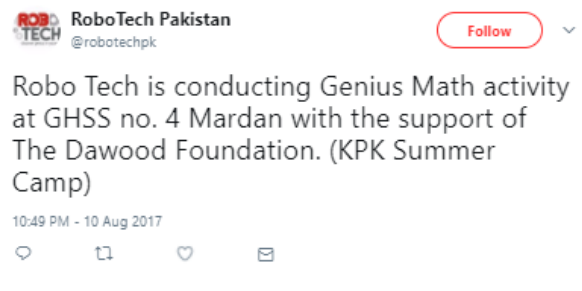 ROBO
TECH
RoboTech Pakistan
@robotechpk
Follow
Robo Tech is conducting Genius Math activity
at GHSS no. 4 Mardan with the support of
The Dawood Foundation. (KPK Summer
Camp)
10:49 PM - 10 Aug 2017